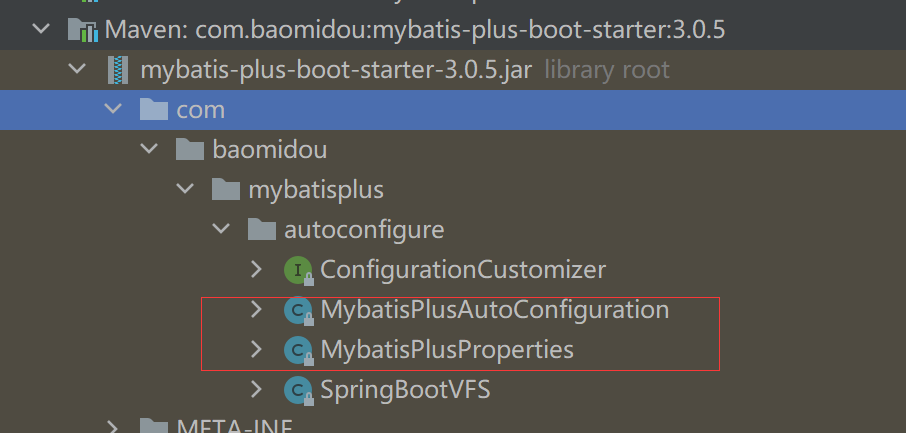 Maven: com.baomidou:mybatis-plus-boot-starter:3.0.5
mybatis-plus-boot-starter-3.0.5.jar library root
com
baomidou
mybatisplus
autoconfigure
I ConfigurationCustomizer
C MybatisPlusAutoConfiguration
C MybatisPlusProperties
C SpringBootVFS
META-INF